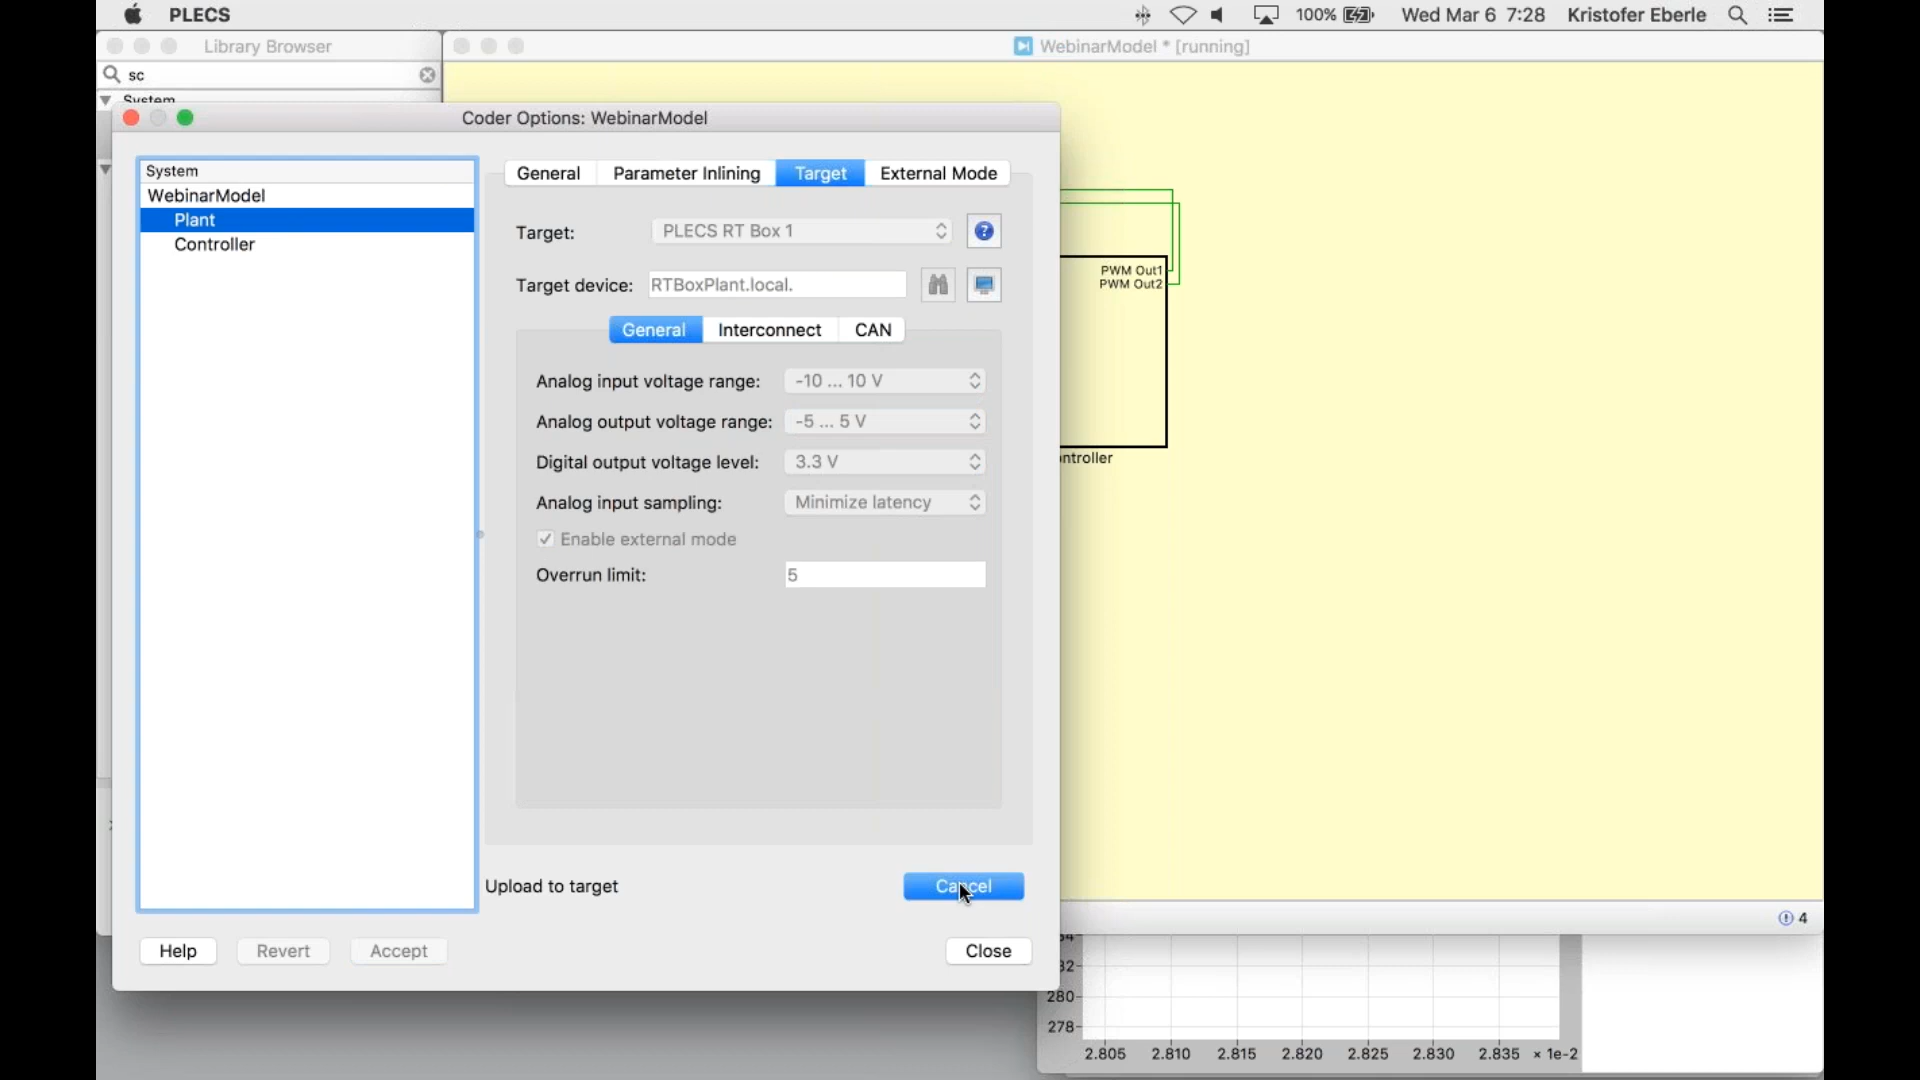 PLECS
100%
Wed Mar 6 7:28
Kristofer Eberle
Library Browser
WebinarModel * [running]
sc
System
Coder Options: WebinarModel
System
WebinarModel
Plant
Controller
General
Parameter Inlining
Target
External Mode
Target:
PLECS RT Box 1
?
Target device:
RTBoxPlant.local.
General
Interconnect
CAN
Analog input voltage range:
-10 ... 10 V
Analog output voltage range:
-5 ... 5 V
Digital output voltage level:
3.3 V
Analog input sampling:
Minimize latency
Enable external mode
Overrun limit:
5
Upload to target
Cancel
Help
Revert
Accept
Close
PWM Out1
PWM Out2
ntroller
4
280
278
2.805 2.810 2.815 2.820 2.825 2.830 2.835 × 1e-2